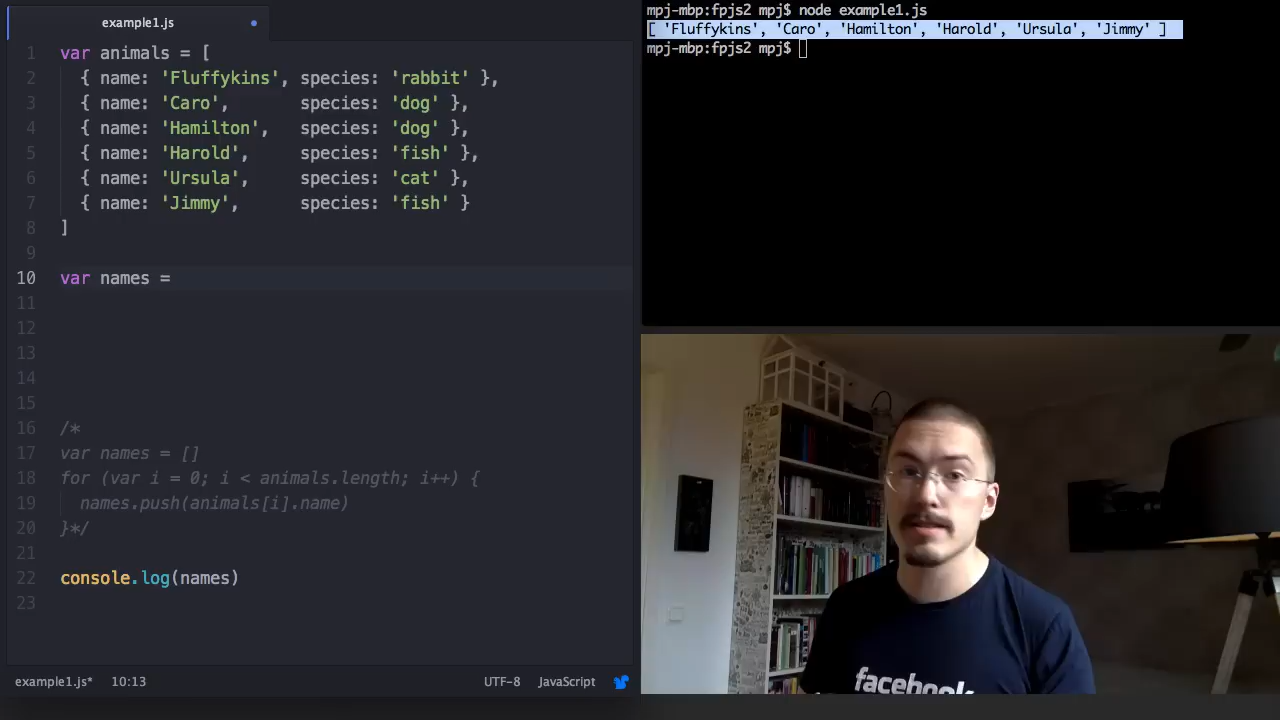 example1.js
1 var animals = [
2 { name: 'Fluffykins', species: 'rabbit' },
3 { name: 'Caro', species: 'dog' },
4 { name: 'Hamilton', species: 'dog' },
5 { name: 'Harold', species: 'fish' },
6 { name: 'Ursula', species: 'cat' },
7 { name: 'Jimmy', species: 'fish' }
8 ]
9
10 var names =
11
12
13
14
15
16 /*
17 var names = []
18 for (var i = 0; i < animals.length; i++) {
19 names.push(animals[i].name)
20 }*/
21
22 console.log(names)
23
example1.js* 10:13 UTF-8 JavaScript
mpj-mbp:fpjs2 mpj$ node example1.js
[ 'Fluffykins', 'Caro', 'Hamilton', 'Harold', 'Ursula', 'Jimmy' ]
mpj-mbp:fpjs2 mpj$
facebook